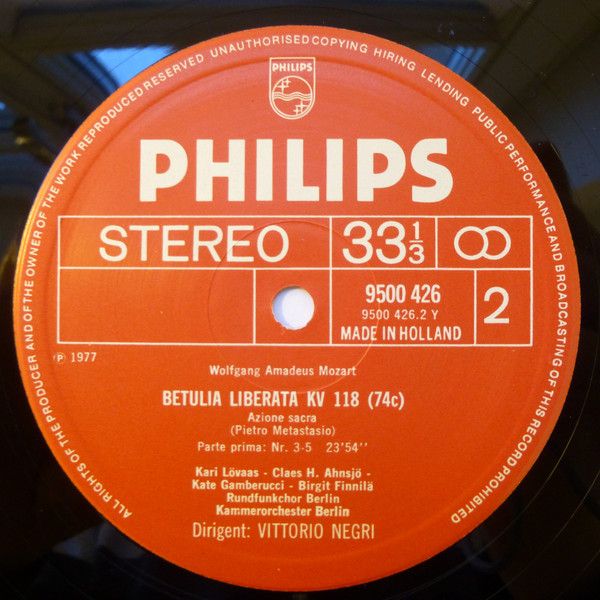 ALL RIGHTS OF THE PRODUCER AND OF THE OWNER OF THE WORK REPRODUCED RESERVED UNAUTHORISED COPYING HIRING LENDING PUBLIC PERFORMANCE AND BROADCASTING OF THIS RECORD PROHIBITED
PHILIPS
PHILIPS
STEREO 33 1/3
9500 426
9500 426.2 Y
MADE IN HOLLAND
2
Ⓟ 1977
Wolfgang Amadeus Mozart
BETULIA LIBERATA KV 118 (74c)
Azione sacra
(Pietro Metastasio)
Parte prima: Nr. 3-5 23'54''
Kari Lövaas - Claes H. Ahnsjö -
Kate Gamberucci - Birgit Finnilä
Rundfunkchor Berlin
Kammerorchester Berlin
Dirigent: VITTORIO NEGRI